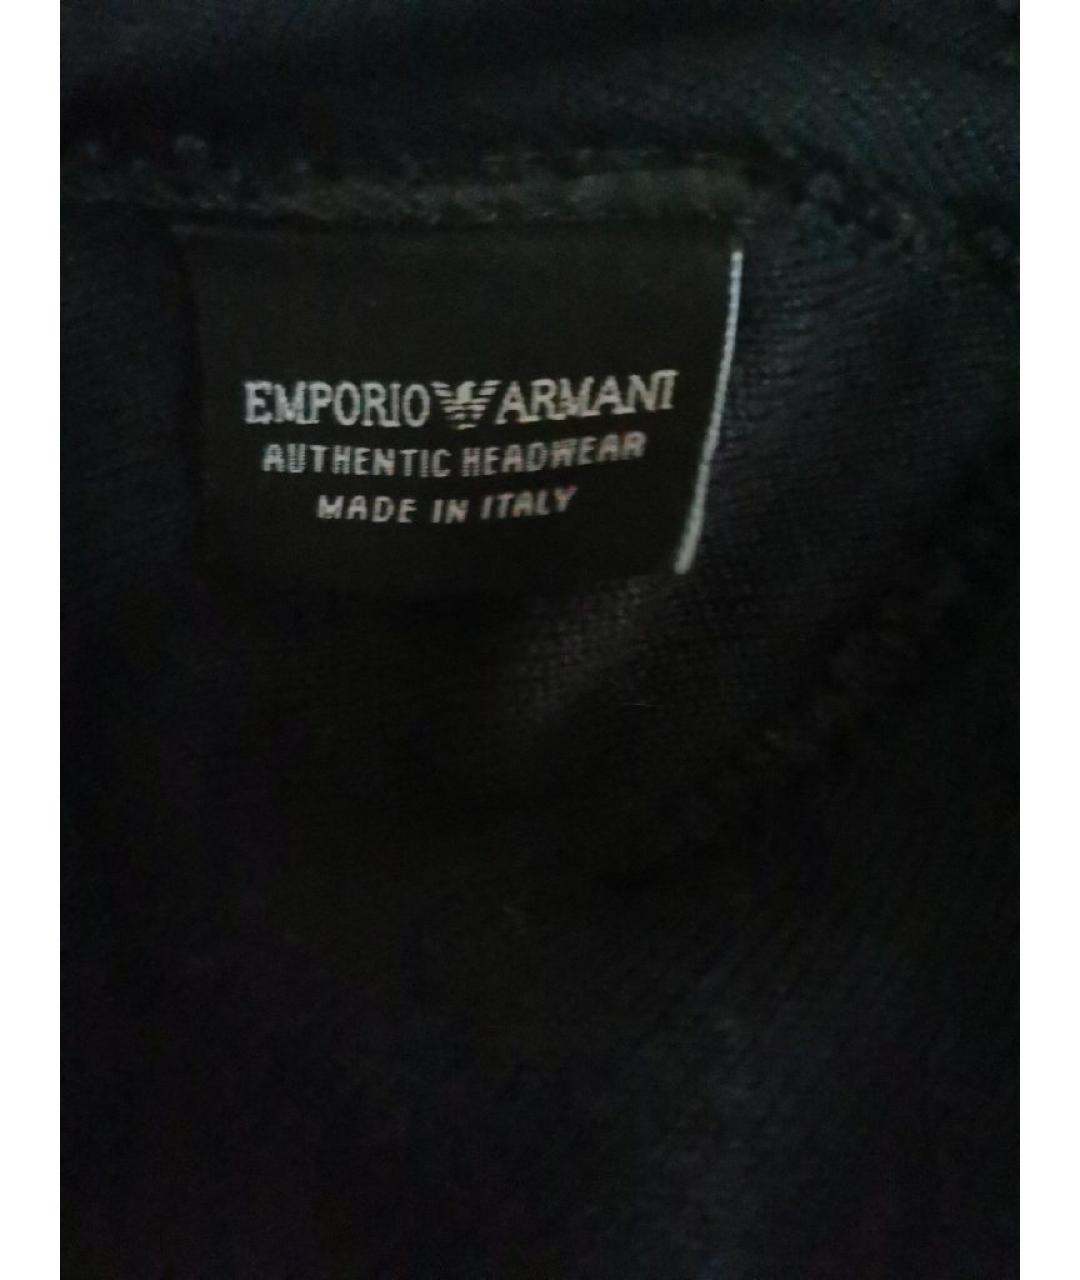 EMPORIO ARMANI
AUTHENTIC HEADWEAR
MADE IN ITALY